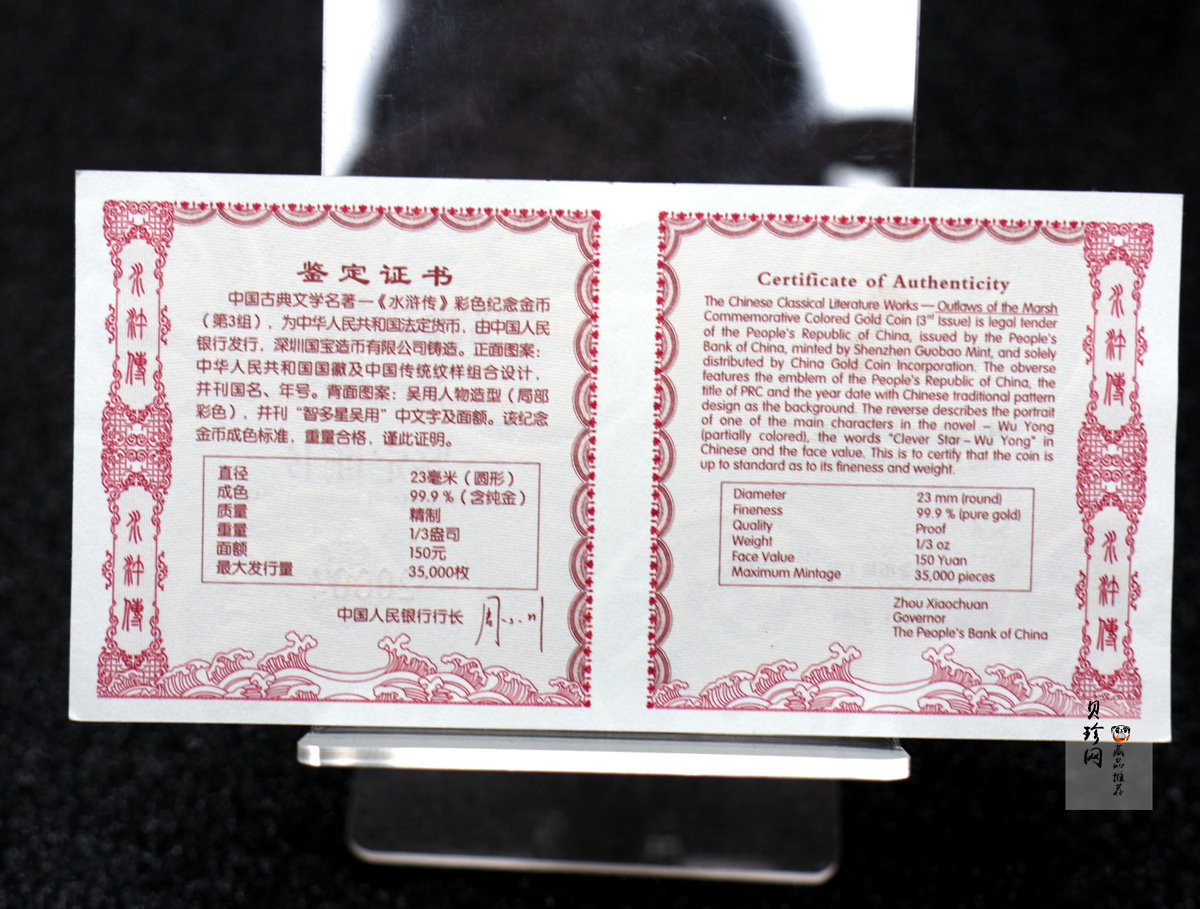 水滸傳
水滸傳
鉴定证书
中国古典文学名著—《水浒传》彩色纪念金币
（第3组），为中华人民共和国法定货币，由中国人民
银行发行，深圳国宝造币有限公司铸造。正面图案：
中华人民共和国国徽及中国传统纹样组合设计，
并刊国名、年号。背面图案：吴用人物造型（局部
彩色），并刊“智多星吴用”中文字及面额。该纪念
金币成色标准，重量合格，谨此证明。
直径 23毫米（圆形）
成色 99.9%（含纯金）
质量 精制
重量 1/3盎司
面额 150元
最大发行量 35,000枚
中国人民银行行长 周小川
Certificate of Authenticity
The Chinese Classical Literature Works — Outlaws of the Marsh
Commemorative Colored Gold Coin (3rd Issue) is legal tender
of the People's Republic of China, issued by the People's
Bank of China, minted by Shenzhen Guobao Mint, and solely
distributed by China Gold Coin Incorporation. The obverse
features the emblem of the People's Republic of China, the
title of PRC and the year date with Chinese traditional pattern
design as the background. The reverse describes the portrait
of one of the main characters in the novel – Wu Yong
(partially colored), the words "Clever Star – Wu Yong" in
Chinese and the face value. This is to certify that the coin is
up to standard as to its fineness and weight.
Diameter 23 mm (round)
Fineness 99.9 % (pure gold)
Quality Proof
Weight 1/3 oz
Face Value 150 Yuan
Maximum Mintage 35,000 pieces
Zhou Xiaochuan
Governor
The People's Bank of China
水滸傳
水滸傳
贝珍网
藏品推荐